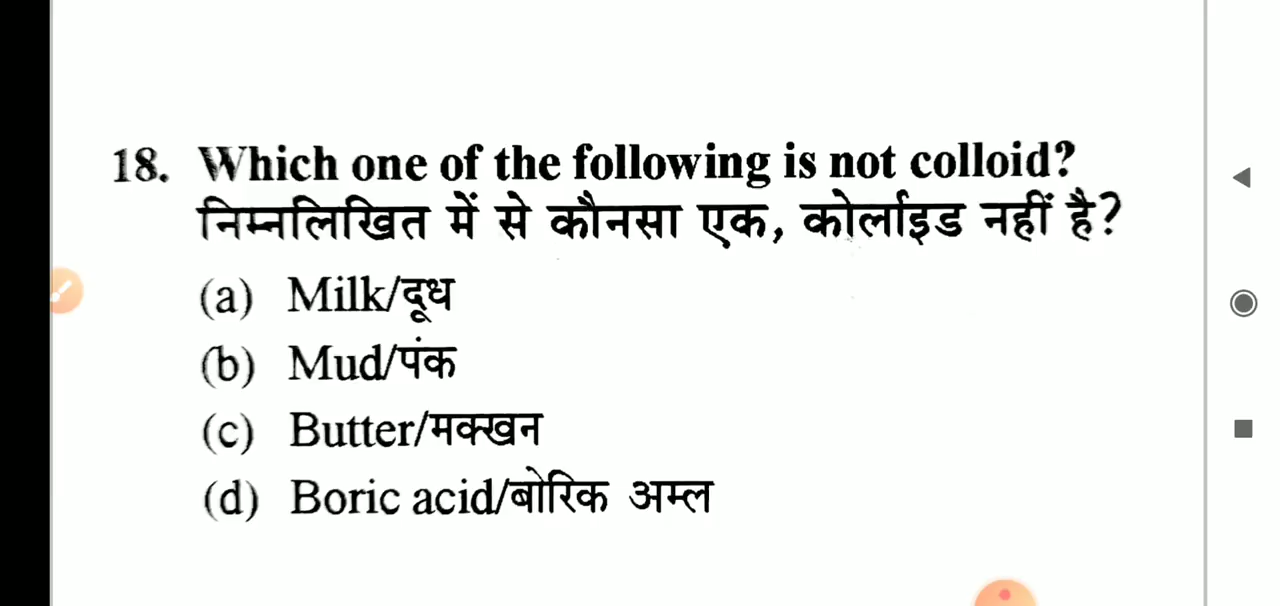 18. Which one of the following is not colloid?
निम्नलिखित में से कौनसा एक, कोर्लाइड नहीं है?
(a) Milk/दूध
(b) Mud/पंक
(c) Butter/मक्खन
(d) Boric acid/बोरिक अम्ल